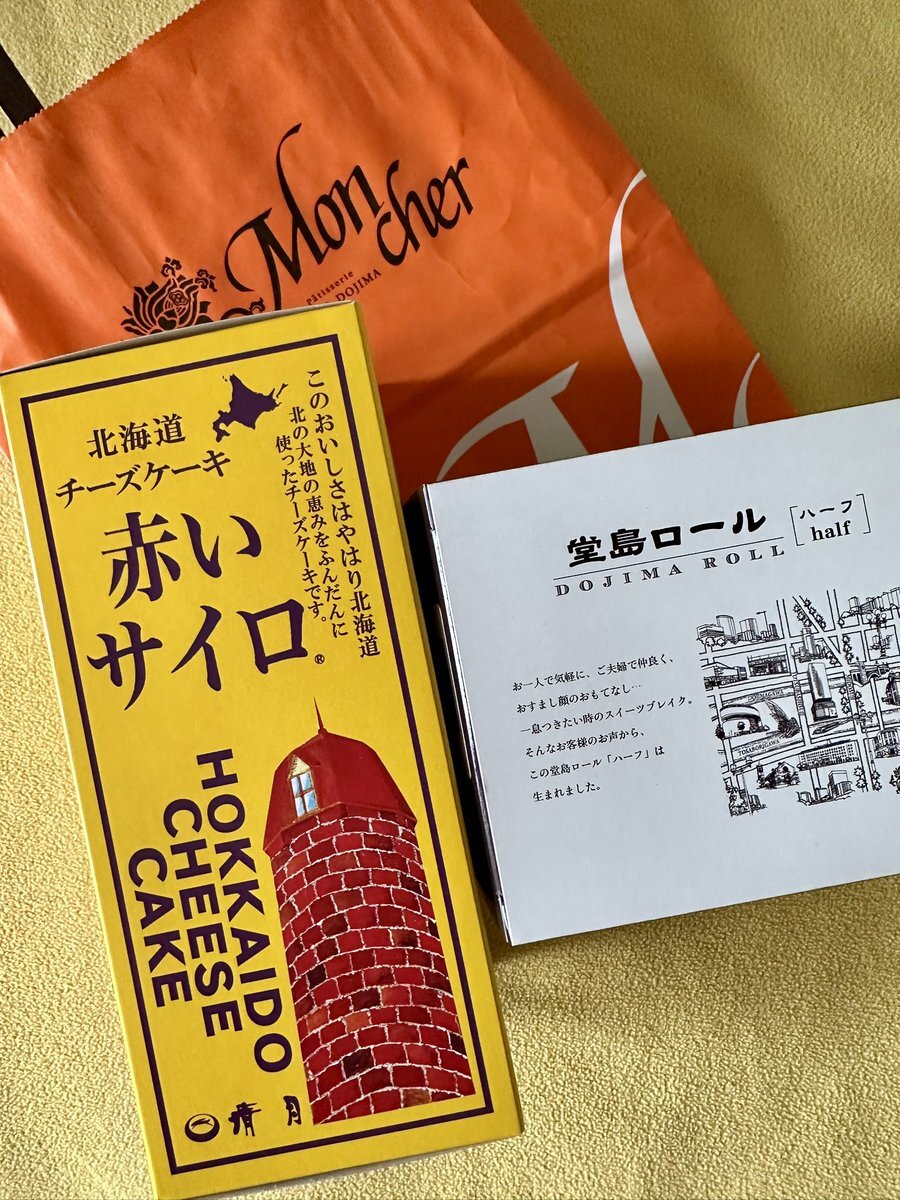 Mon
cher
Pâtisserie
DOJIMA
北海道
チーズケーキ
赤い
サイロ®
このおいしさはやはり北海道
北の大地の恵みをふんだんに
使ったチーズケーキです。
HOKKAIDO
CHEESE
CAKE
清月
堂島ロール
[ハーフ half]
DOJIMA ROLL
お一人で気軽に、ご夫婦で仲良く、
おすまし顔のおもてなし…
一息つきたい時のスイーツブレイク。
そんなお客様のお声から、
この堂島ロール「ハーフ」は
生まれました。